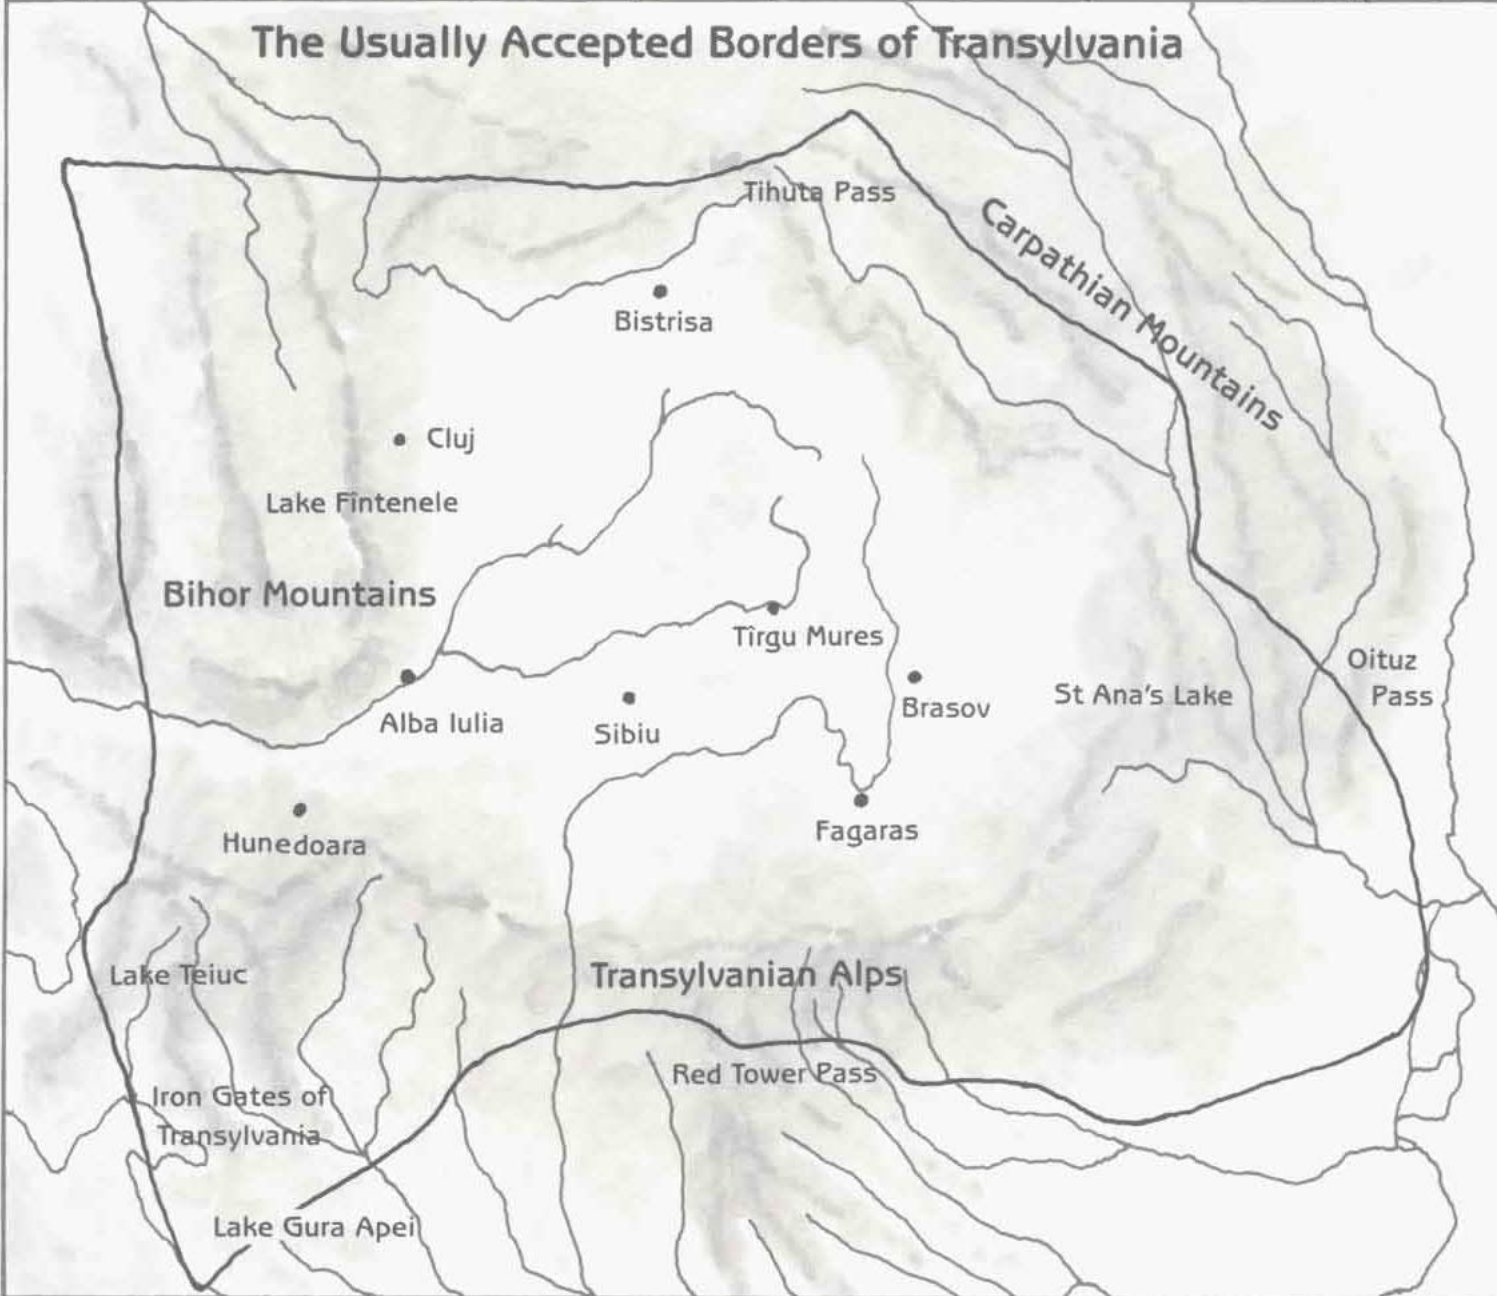 The Usually Accepted Borders of Transylvania
Tihuta Pass
Carpathian Mountains
Bistrisa
Cluj
Lake Fîntenele
Bihor Mountains
Tîrgu Mures
Oituz
Pass
St Ana's Lake
Brasov
Alba Iulia
Sibiu
Fagaras
Hunedoara
Lake Teiuc
Transylvanian Alps
Red Tower Pass
Iron Gates of
Transylvania
Lake Gura Apei